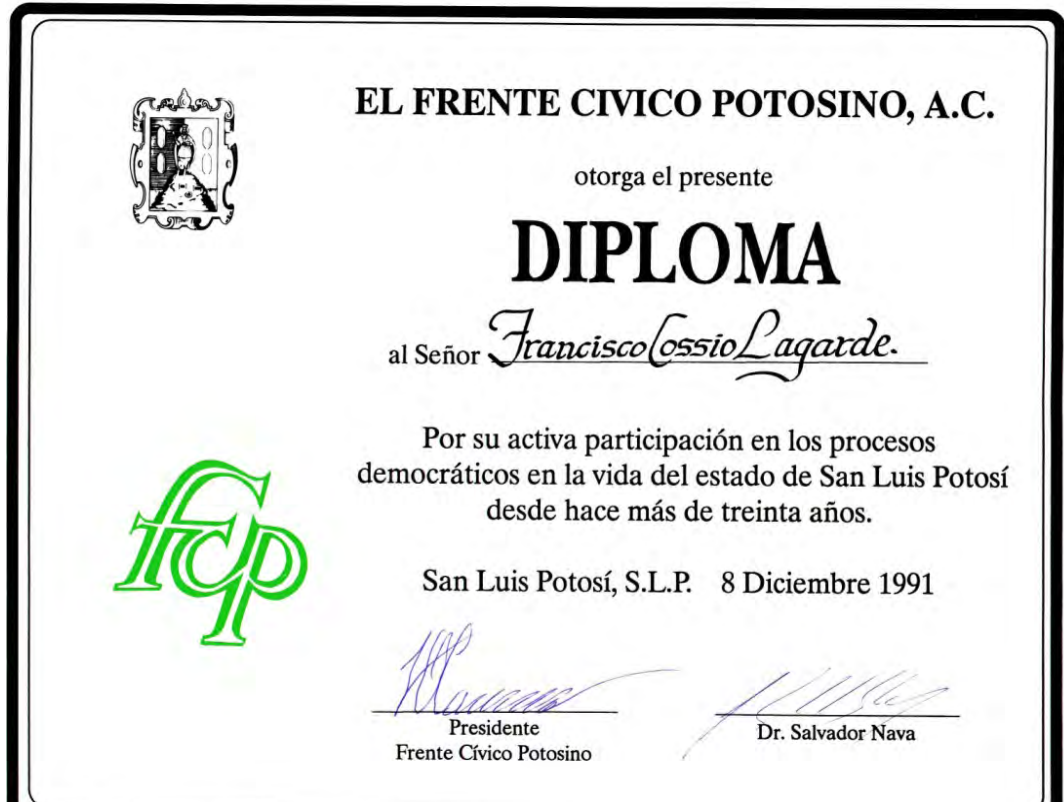 EL FRENTE CIVICO POTOSINO, A.C.
otorga el presente
DIPLOMA
al Señor Francisco Cossio Lagarde.
Por su activa participación en los procesos
democráticos en la vida del estado de San Luis Potosí
desde hace más de treinta años.
fcp
San Luis Potosí, S.L.P. 8 Diciembre 1991
Presidente
Frente Cívico Potosino
Dr. Salvador Nava